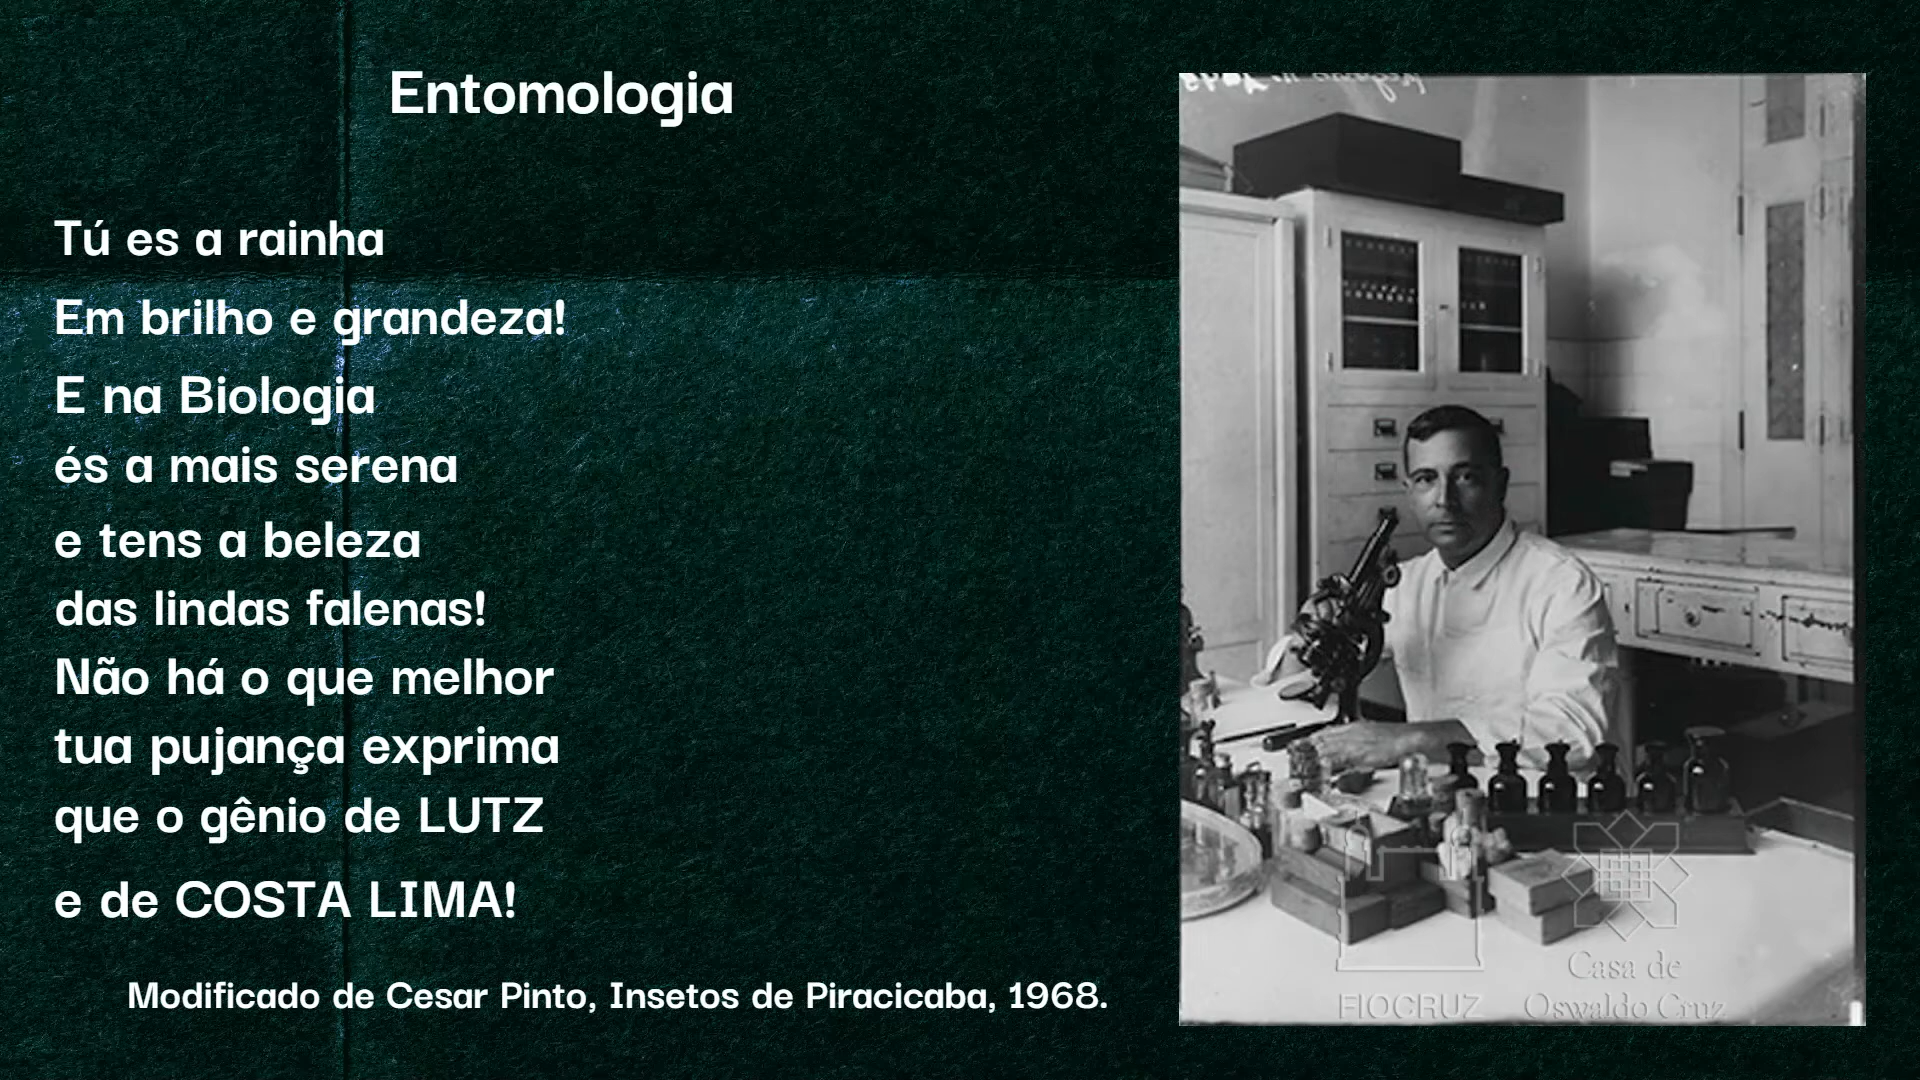 Entomologia
Tú es a rainha
Em brilho e grandeza!
E na Biologia
és a mais serena
e tens a beleza
das lindas falenas!
Não há o que melhor
tua pujança exprima
que o gênio de LUTZ
e de COSTA LIMA!
Modificado de Cesar Pinto, Insetos de Piracicaba, 1968.
FIOCRUZ
Casa de
Oswaldo Cruz